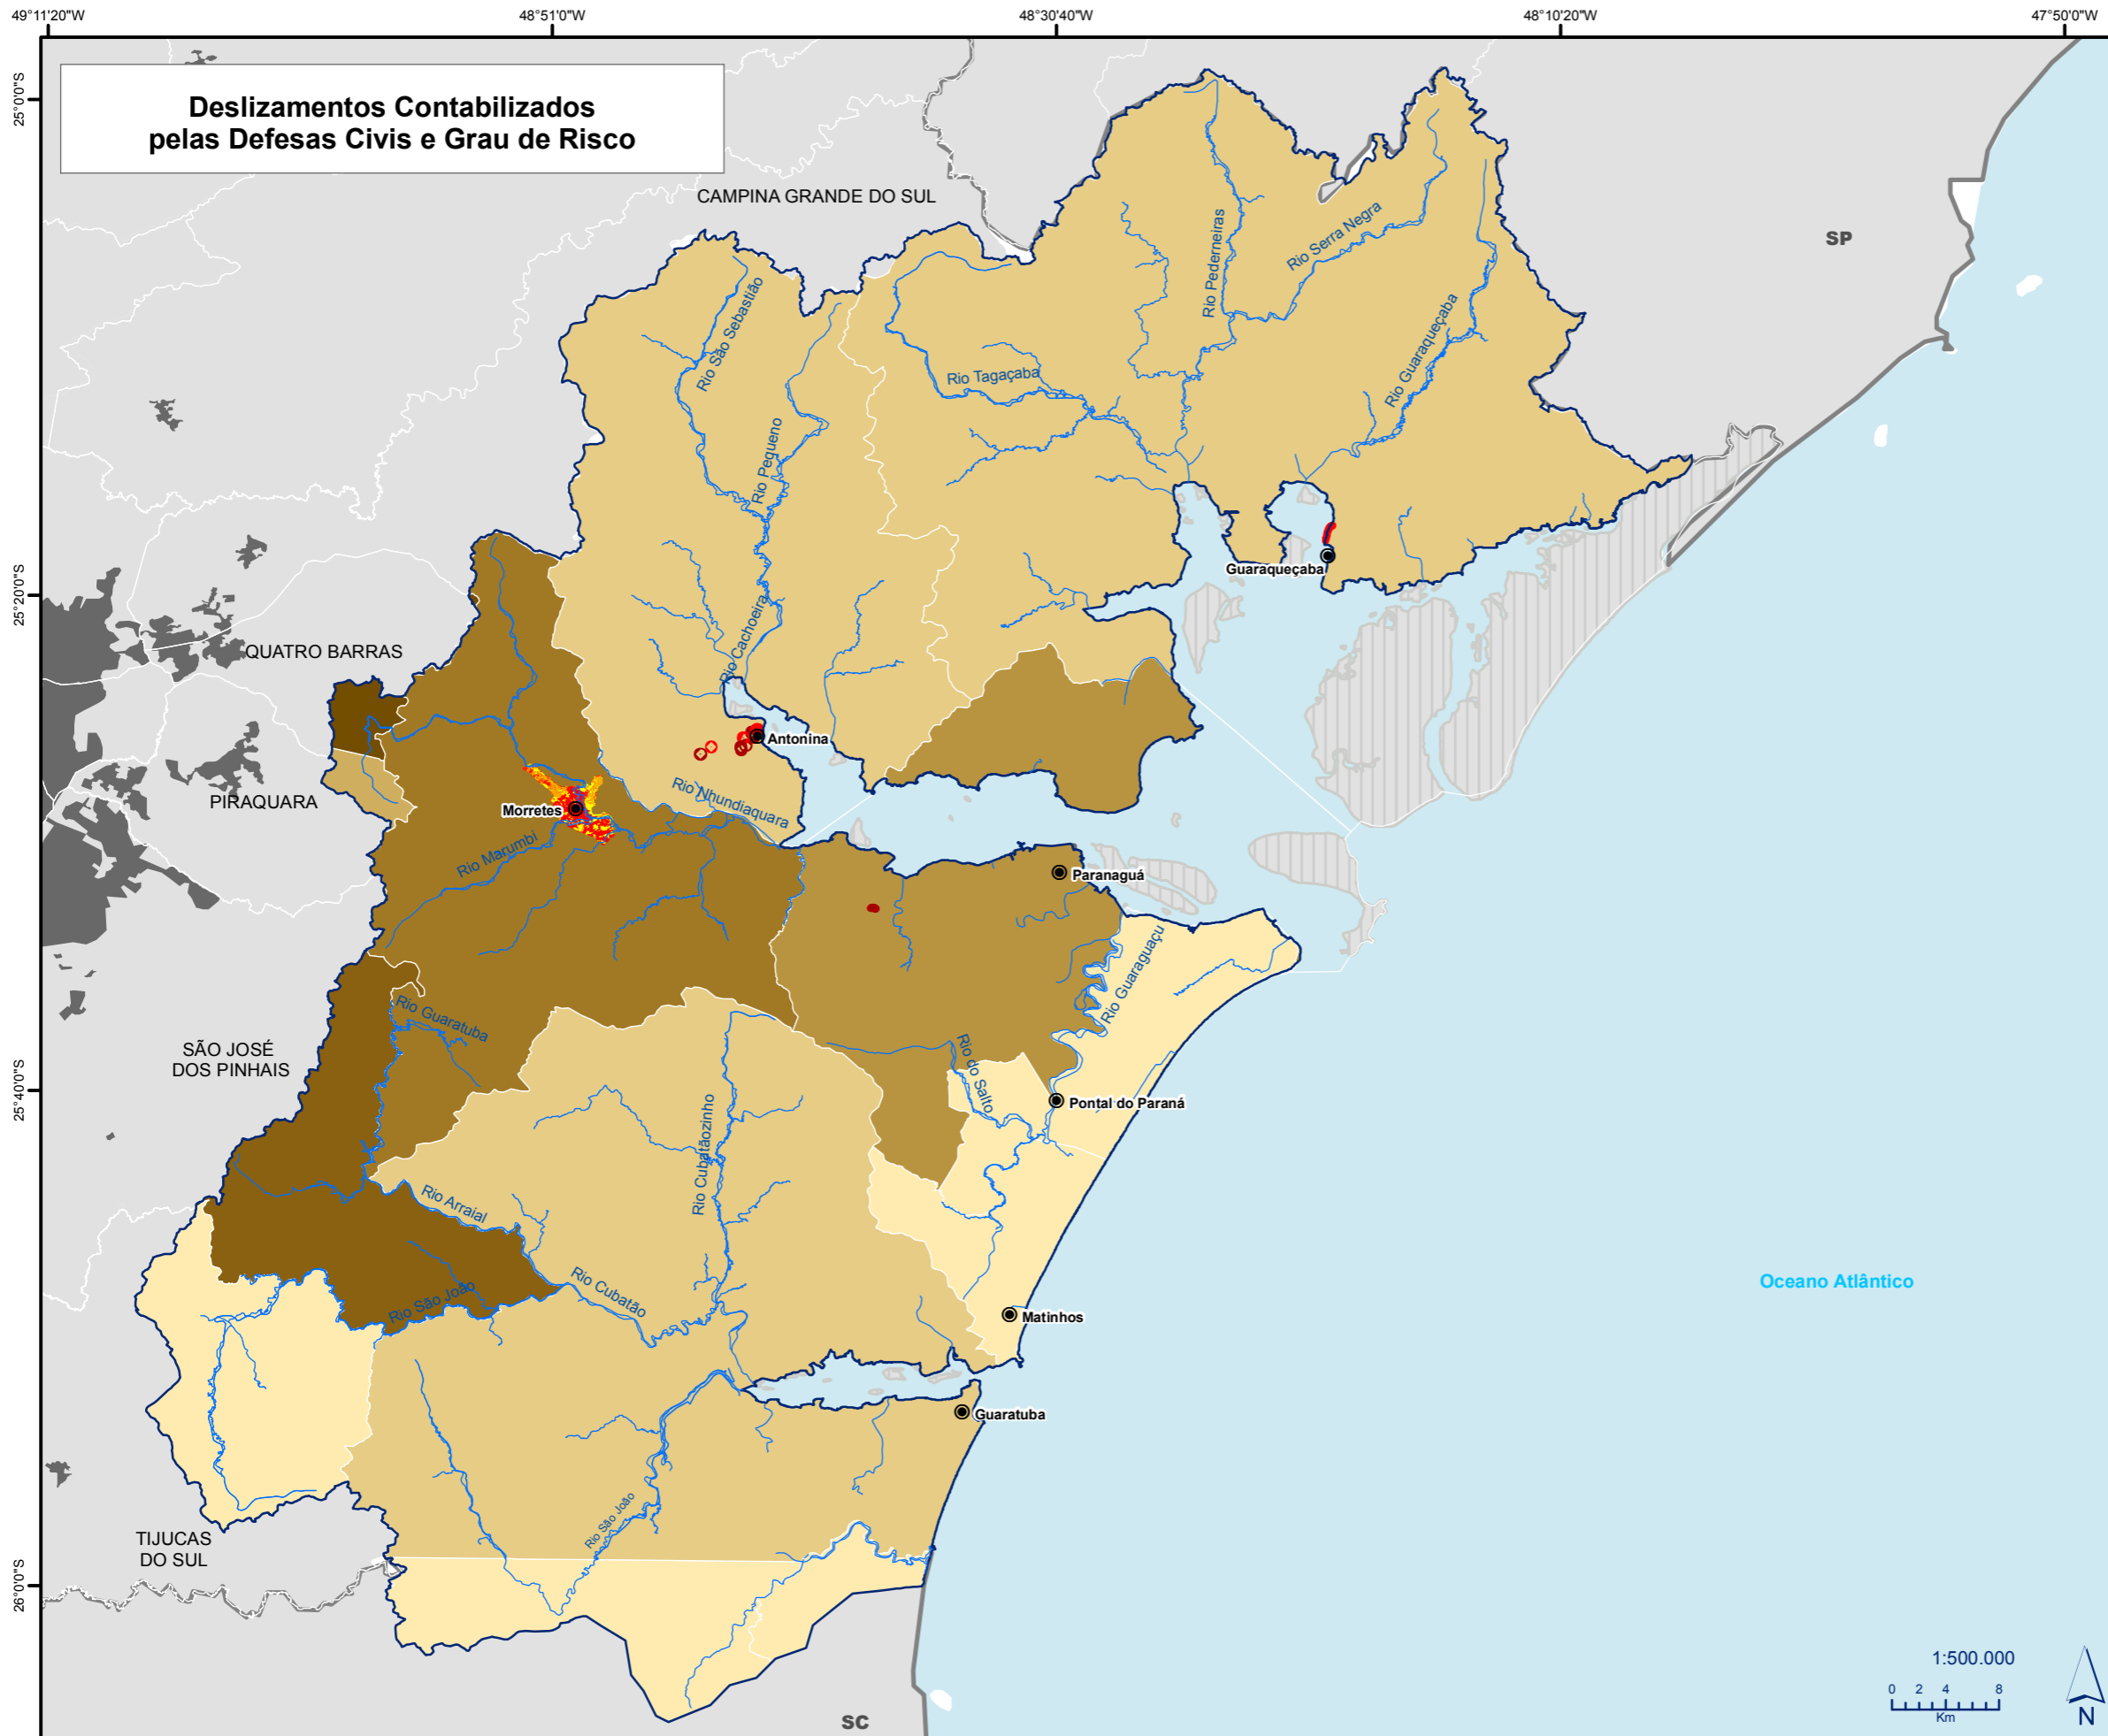 49°11'20"W
48°51'0"W
48°30'40"W
48°10'20"W
47°50'0"W
25°0'0"S
25°20'0"S
25°40'0"S
26°0'0"S
Deslizamentos Contabilizados
pelas Defesas Civis e Grau de Risco
CAMPINA GRANDE DO SUL
SP
Rio Pederneiras
Rio Serra Negra
Rio São Sebastião
Rio Guaraqueçaba
Rio Tagaçaba
Rio Pequeno
Guaraqueçaba
Rio Cachoeira
QUATRO BARRAS
Antonina
PIRAQUARA
Rio Nhundiaquara
Morretes
Rio Marumbi
Paranaguá
Rio Guaraguaçu
Rio Guaratuba
SÃO JOSÉ
DOS PINHAIS
Rio do Salto
Pontal do Paraná
Rio Cubatãozinho
Rio Arraial
Rio Cubatão
Rio São João
Oceano Atlântico
Matinhos
Guaratuba
Rio São João
TIJUCAS
DO SUL
SC
1:500.000
0 2 4 8
Km
N